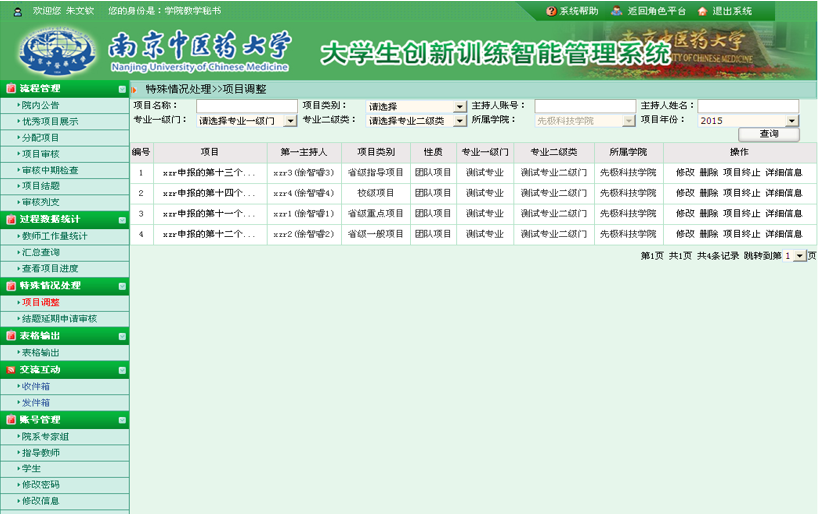 欢迎您 朱文钦 您的身份是：学院教学秘书 系统帮助 返回角色平台 退出系统
南京中医药大学
Nanjing University of Chinese Medicine
大学生创新训练智能管理系统
流程管理
院内公告
优秀项目展示
分配项目
项目审核
审核中期检查
项目结题
审核列支
过程数据统计
教师工作量统计
汇总查询
查看项目进度
特殊情况处理
项目调整
结题延期申请审核
表格输出
表格输出
交流互动
收件箱
发件箱
账号管理
院系专家组
指导教师
学生
修改密码
修改信息
特殊情况处理>>项目调整
项目名称： 项目类别： 请选择 主持人账号： 主持人姓名：
专业一级门： 请选择专业一级门 专业二级类： 请选择专业二级类 所属学院： 先极科技学院 项目年份： 2015
查询
编号 项目 第一主持人 项目类别 性质 专业一级门 专业二级类 所属学院 操作
1 xzr申报的第十三个... xzr3(徐智睿3) 省级指导项目 团队项目 测试专业 测试专业二级门 先极科技学院 修改 删除 项目终止 详细信息
2 xzr申报的第十四个... xzr4(徐智睿4) 校级项目 团队项目 测试专业 测试专业二级门 先极科技学院 修改 删除 项目终止 详细信息
3 xzr申报的第十一个... xzr1(徐智睿1) 省级重点项目 团队项目 测试专业 测试专业二级门 先极科技学院 修改 删除 项目终止 详细信息
4 xzr申报的第十二个... xzr2(徐智睿2) 省级一般项目 团队项目 测试专业 测试专业二级门 先极科技学院 修改 删除 项目终止 详细信息
第1页 共1页 共4条记录 跳转到第 1 页